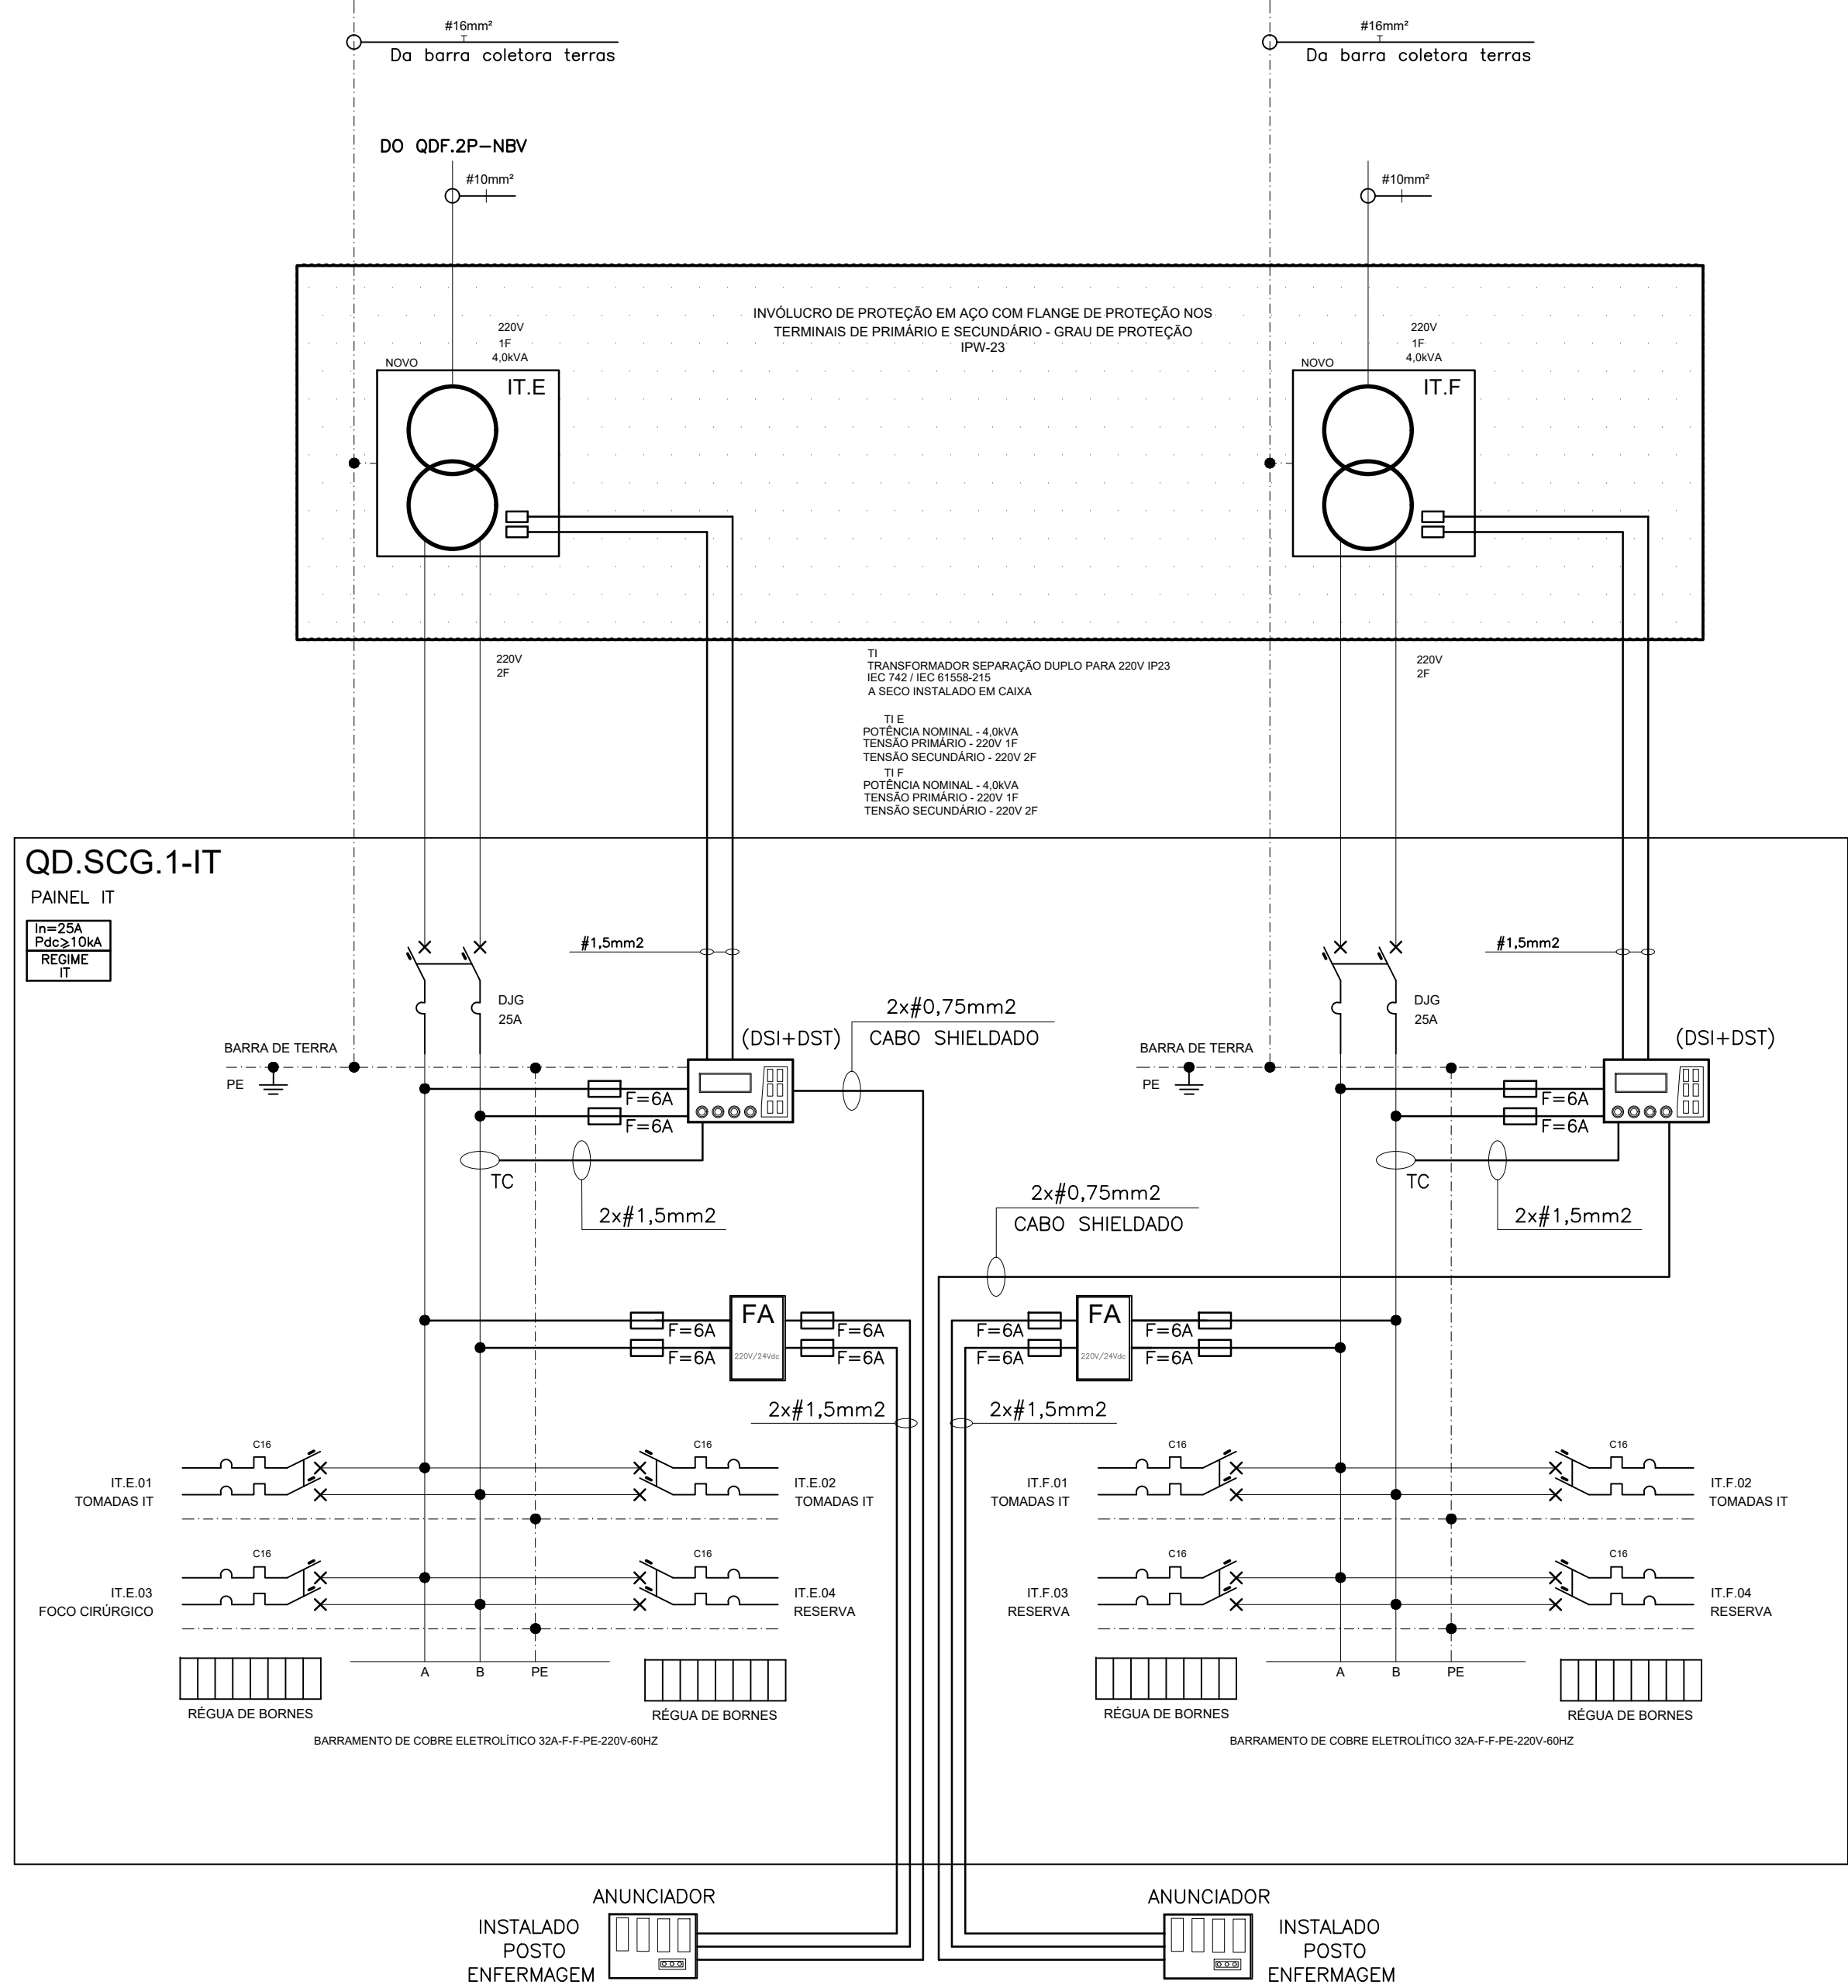 #16mm²
Da barra coletora terras
#16mm²
Da barra coletora terras
DO QDF.2P-NBV
#10mm²
#10mm²
INVÓLUCRO DE PROTEÇÃO EM AÇO COM FLANGE DE PROTEÇÃO NOS
TERMINAIS DE PRIMÁRIO E SECUNDÁRIO - GRAU DE PROTEÇÃO
IPW-23
220V
1F
4,0kVA
NOVO
IT.E
220V
1F
4,0kVA
NOVO
IT.F
220V
2F
TI
TRANSFORMADOR SEPARAÇÃO DUPLO PARA 220V IP23
IEC 742 / IEC 61558-215
A SECO INSTALADO EM CAIXA
TI E
POTÊNCIA NOMINAL - 4,0kVA
TENSÃO PRIMÁRIO - 220V 1F
TENSÃO SECUNDÁRIO - 220V 2F
TI F
POTÊNCIA NOMINAL - 4,0kVA
TENSÃO PRIMÁRIO - 220V 1F
TENSÃO SECUNDÁRIO - 220V 2F
220V
2F
QD.SCG.1-IT
PAINEL IT
In=25A
Pdc⩾10kA
REGIME
IT
#1,5mm2
DJG
25A
2x#0,75mm2
CABO SHIELDADO
(DSI+DST)
BARRA DE TERRA
PE
F=6A
F=6A
TC
2x#1,5mm2
#1,5mm2
DJG
25A
(DSI+DST)
BARRA DE TERRA
PE
F=6A
F=6A
TC
2x#1,5mm2
2x#0,75mm2
CABO SHIELDADO
FA
220V/24Vdc
F=6A
F=6A
F=6A
F=6A
2x#1,5mm2
FA
220V/24Vdc
F=6A
F=6A
F=6A
F=6A
2x#1,5mm2
C16
IT.E.01
TOMADAS IT
C16
IT.E.02
TOMADAS IT
C16
IT.E.03
FOCO CIRÚRGICO
C16
IT.E.04
RESERVA
A
B
PE
RÉGUA DE BORNES
RÉGUA DE BORNES
BARRAMENTO DE COBRE ELETROLÍTICO 32A-F-F-PE-220V-60HZ
C16
IT.F.01
TOMADAS IT
C16
IT.F.02
TOMADAS IT
C16
IT.F.03
RESERVA
C16
IT.F.04
RESERVA
A
B
PE
RÉGUA DE BORNES
RÉGUA DE BORNES
BARRAMENTO DE COBRE ELETROLÍTICO 32A-F-F-PE-220V-60HZ
ANUNCIADOR
INSTALADO
POSTO
ENFERMAGEM
ANUNCIADOR
INSTALADO
POSTO
ENFERMAGEM